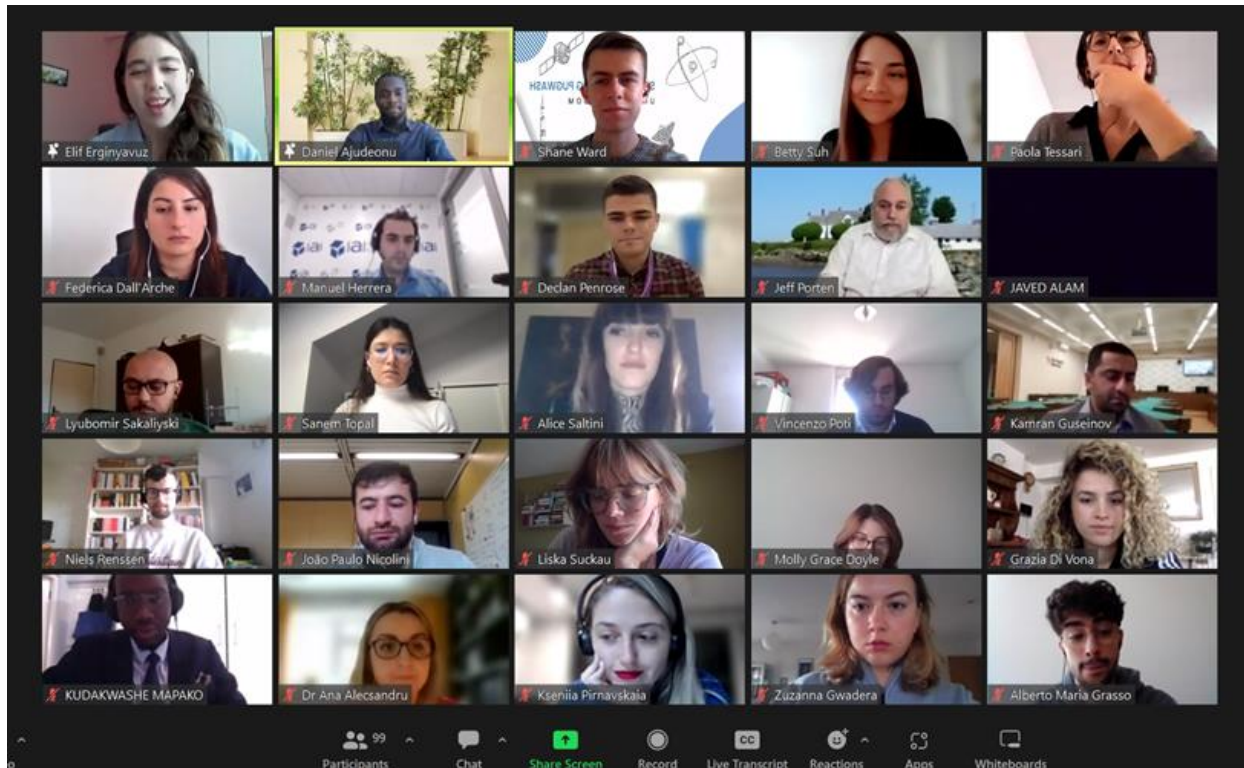 Elif Erginyavuz
Daniel Ajudeonu
Shane Ward
Betty Suh
Paola Tessari
Federica Dall'Arche
Manuel Herrera
Declan Penrose
Jeff Porten
JAVED ALAM
Lyubomir Sakaliyski
Sanem Topal
Alice Saltini
Vincenzo Poti
Kamran Guseinov
Niels Renssen
João Paulo Nicolini
Liska Suckau
Molly Grace Doyle
Grazia Di Vona
KUDAKWASHE MAPAKO
Dr Ana Alecsandru
Kseniia Pirnavskaia
Zuzanna Gwadera
Alberto Maria Grasso
99
Participants
Chat
Share Screen
Record
CC
Live Transcript
Reactions
Apps
Whiteboards